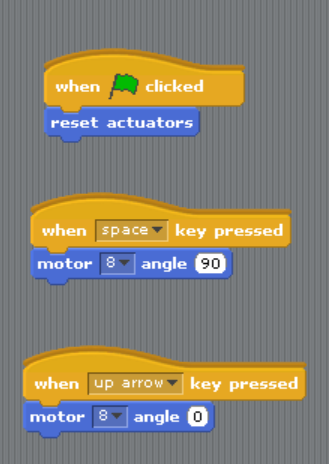 when clicked
reset actuators
when space key pressed
motor 8 angle 90
when up arrow key pressed
motor 8 angle 0